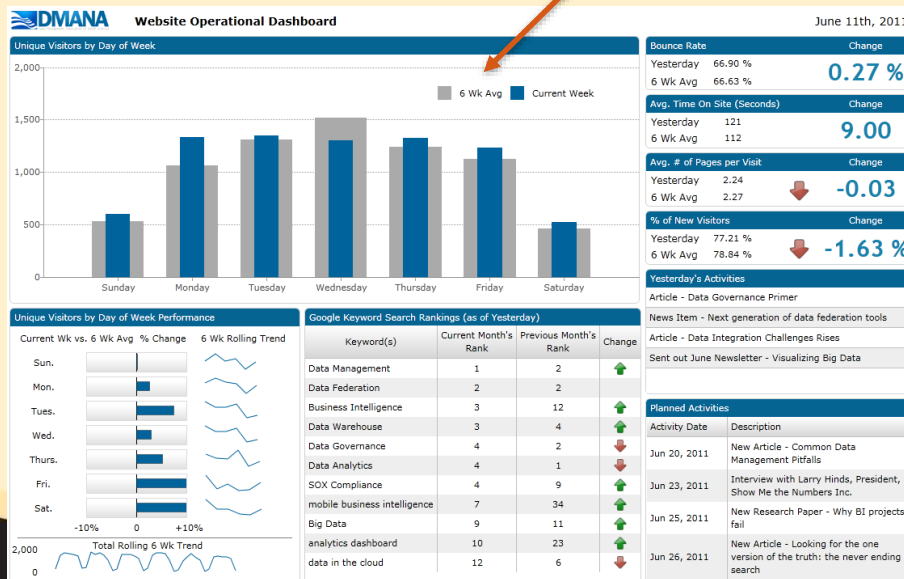 DMANA
Website Operational Dashboard
June 11th, 2011
Unique Visitors by Day of Week
2,000
1,500
1,000
500
0
6 Wk Avg Current Week
Sunday Monday Tuesday Wednesday Thursday Friday Saturday
Bounce Rate Change
Yesterday 66.90 %
6 Wk Avg 66.63 %
0.27 %
Avg. Time On Site (Seconds) Change
Yesterday 121
6 Wk Avg 112
9.00
Avg. # of Pages per Visit Change
Yesterday 2.24
6 Wk Avg 2.27
-0.03
% of New Visitors Change
Yesterday 77.21 %
6 Wk Avg 78.84 %
-1.63 %
Yesterday's Activities
Article - Data Governance Primer
News Item - Next generation of data federation tools
Article - Data Integration Challenges Rises
Sent out June Newsletter - Visualizing Big Data
Unique Visitors by Day of Week Performance
Current Wk vs. 6 Wk Avg % Change 6 Wk Rolling Trend
Sun.
Mon.
Tues.
Wed.
Thurs.
Fri.
Sat.
-10% 0 +10%
Total Rolling 6 Wk Trend
2,000
0
Google Keyword Search Rankings (as of Yesterday)
Keyword(s) Current Month's Rank Previous Month's Rank Change
Data Management 1 2
Data Federation 2 2
Business Intelligence 3 12
Data Warehouse 3 4
Data Governance 4 2
Data Analytics 4 1
SOX Compliance 4 9
mobile business intelligence 7 34
Big Data 9 11
analytics dashboard 10 23
data in the cloud 12 6
Planned Activities
Activity Date Description
Jun 20, 2011 New Article - Common Data
Management Pitfalls
Jun 23, 2011 Interview with Larry Hinds, President,
Show Me the Numbers Inc.
Jun 25, 2011 New Research Paper - Why BI projects
fail
Jun 26, 2011 New Article - Looking for the one
version of the truth: the never ending
search